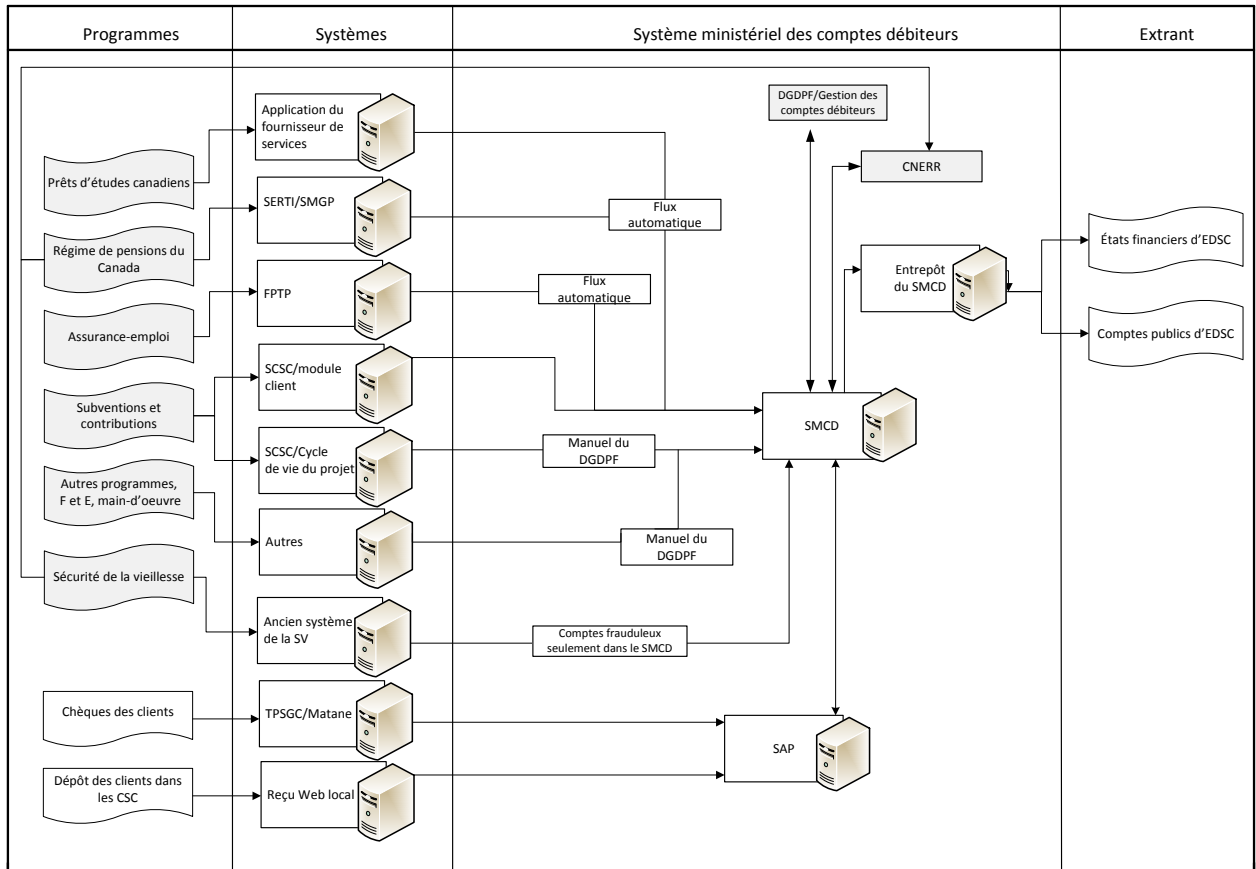 Programmes
Systèmes
Système ministériel des comptes débiteurs
Extrant
Prêts d'études canadiens
Régime de pensions du
Canada
Assurance-emploi
Subventions et
contributions
Autres programmes,
F et E, main-d'oeuvre
Sécurité de la vieillesse
Chèques des clients
Dépôt des clients dans
les CSC
Application du
fournisseur de
services
SERTI/SMGP
FPTP
SCSC/module
client
SCSC/Cycle
de vie du projet
Autres
Ancien système
de la SV
TPSGC/Matane
Reçu Web local
DGDPF/Gestion des
comptes débiteurs
CNERR
Flux
automatique
Flux
automatique
Entrepôt
du SMCD
SMCD
Manuel du
DGDPF
Manuel du
DGDPF
Comptes frauduleux
seulement dans le SMCD
SAP
États financiers d'EDSC
Comptes publics d'EDSC